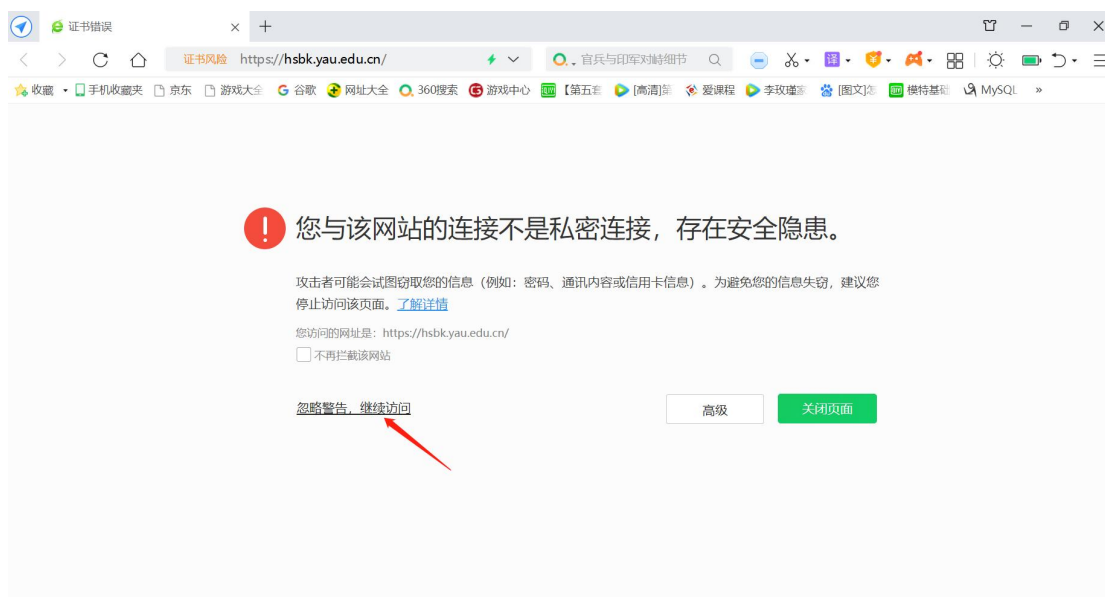 证书错误
证书风险 https://hsbk.yau.edu.cn/ 官兵与印军对峙细节 译
收藏 手机收藏夹 京东 游戏大全 谷歌 网址大全 360搜索 游戏中心 【第五套 [高清]第 爱课程 李玫瑾 [图文] 模特基础 MySQL »
您与该网站的连接不是私密连接，存在安全隐患。
攻击者可能会试图窃取您的信息（例如：密码、通讯内容或信用卡信息）。为避免您的信息失窃，建议您
停止访问该页面。了解详情
您访问的网址是：https://hsbk.yau.edu.cn/
不再拦截该网站
忽略警告，继续访问 高级 关闭页面